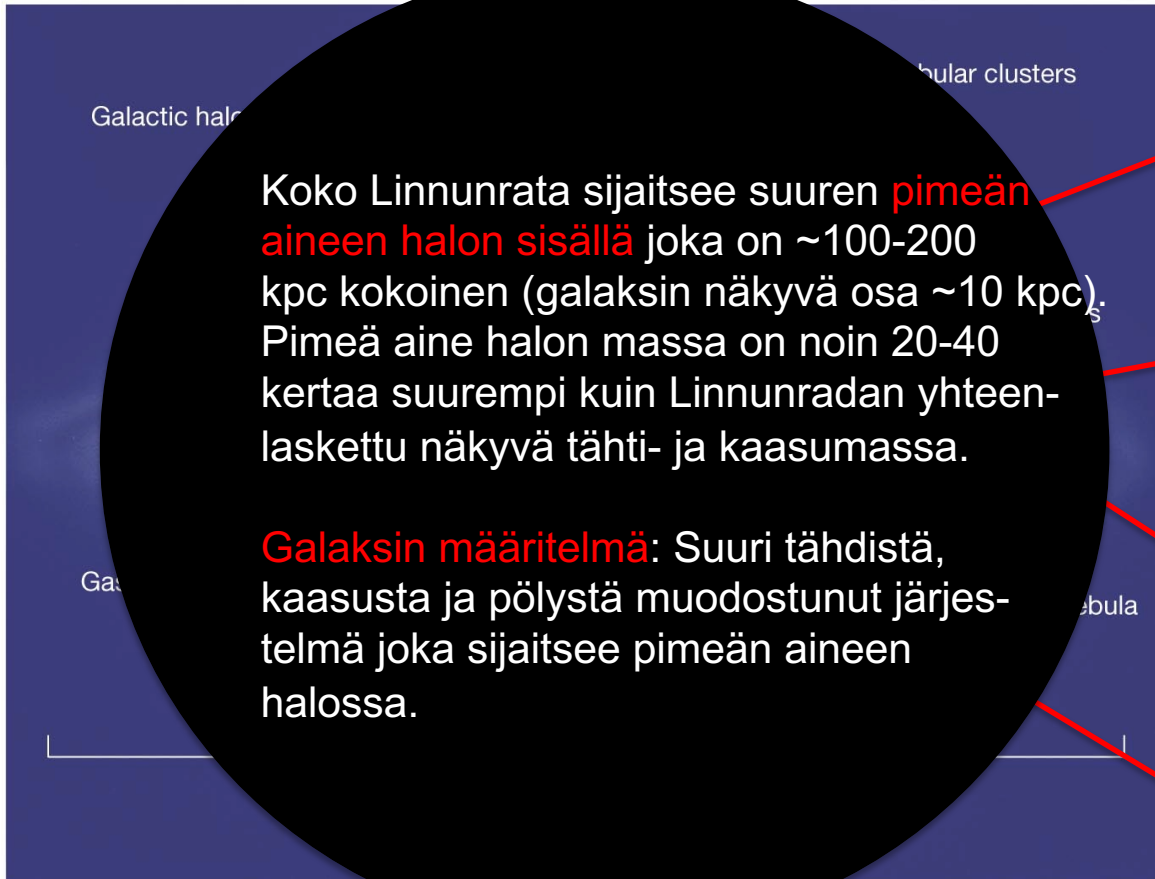 bular clusters
Galactic halo
Koko Linnunrata sijaitsee suuren pimeän
aineen halon sisällä joka on ~100-200
kpc kokoinen (galaksin näkyvä osa ~10 kpc).
s
Pimeä aine halon massa on noin 20-40
kertaa suurempi kuin Linnunradan yhteen-
laskettu näkyvä tähti- ja kaasumassa.
Galaksin määritelmä: Suuri tähdistä,
Gas
kaasusta ja pölystä muodostunut järjes-
ebula
telmä joka sijaitsee pimeän aineen
halossa.